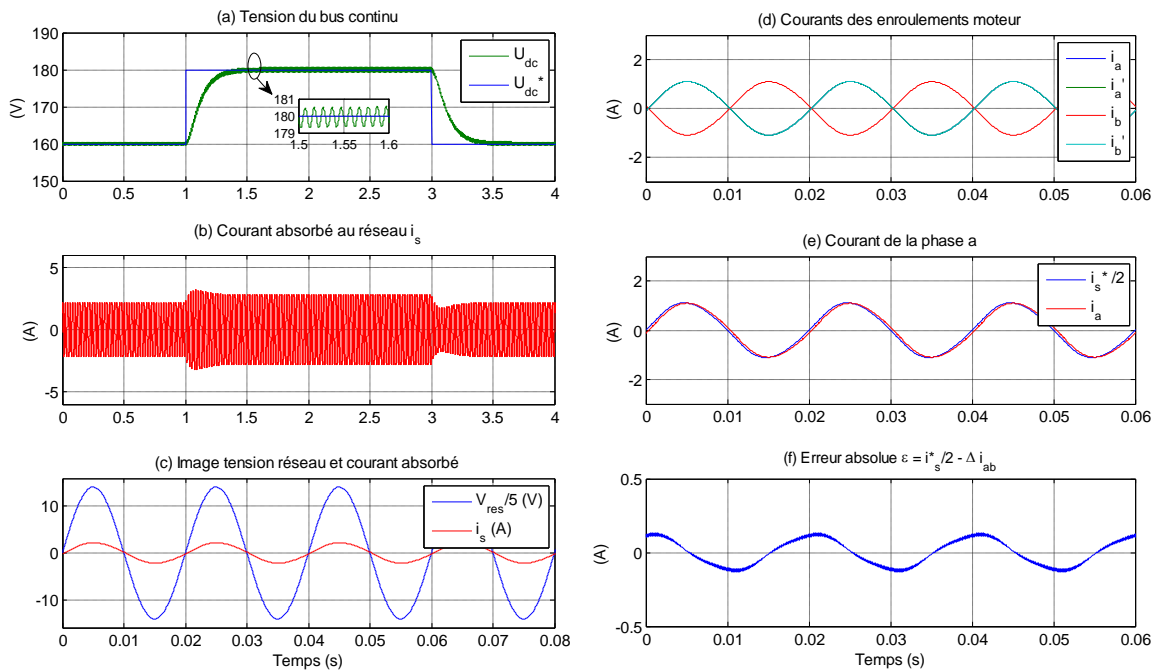 (a) Tension du bus continu
190
180
170
160
150
(V)
U_dc
U_dc*
181
180
179
1.5 1.55 1.6
0 0.5 1 1.5 2 2.5 3 3.5 4
(b) Courant absorbé au réseau i_s
5
0
-5
(A)
0 0.5 1 1.5 2 2.5 3 3.5 4
(c) Image tension réseau et courant absorbé
10
0
-10
V_res/5 (V)
i_s (A)
0 0.01 0.02 0.03 0.04 0.05 0.06 0.07 0.08
Temps (s)
(d) Courants des enroulements moteur
2
0
-2
(A)
i_a
i_a'
i_b
i_b'
0 0.01 0.02 0.03 0.04 0.05 0.06
(e) Courant de la phase a
2
0
-2
(A)
i_s*/2
i_a
0 0.01 0.02 0.03 0.04 0.05 0.06
(f) Erreur absolue ε = i*_s/2 - Δ i_ab
0.5
0
-0.5
(A)
0 0.01 0.02 0.03 0.04 0.05 0.06
Temps (s)